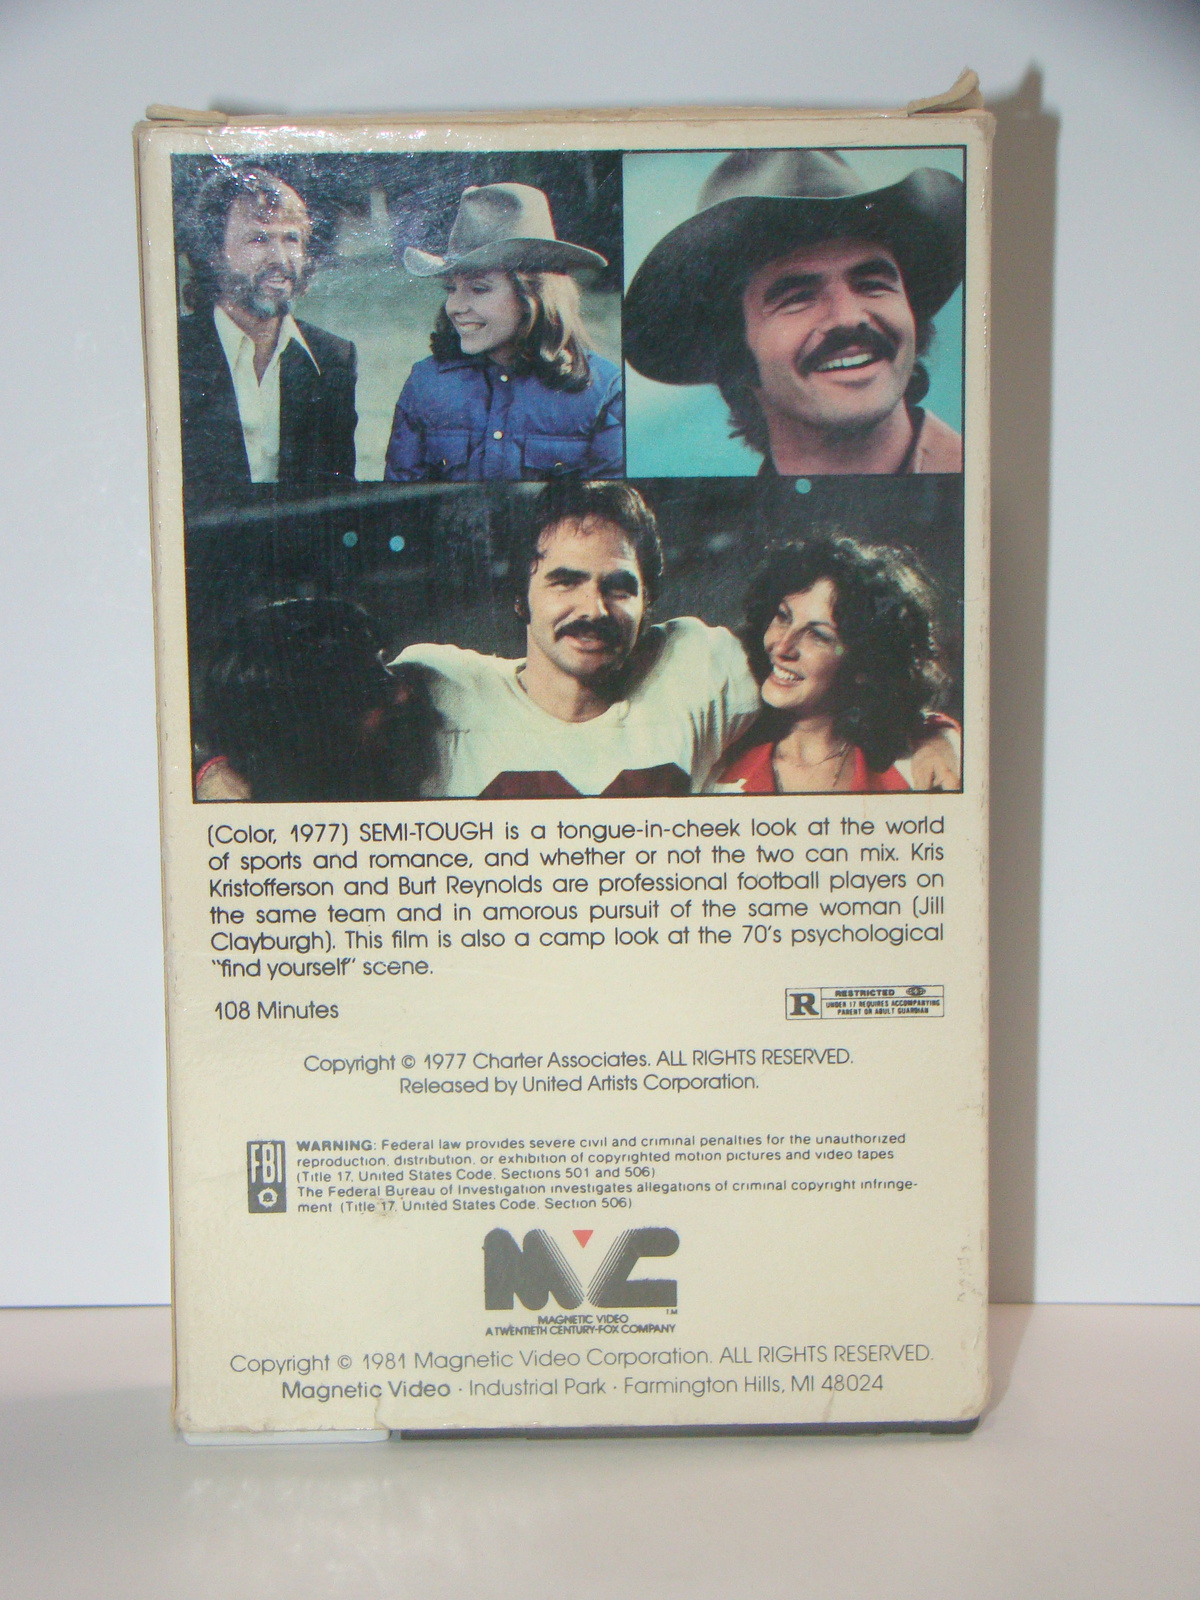 (Color, 1977) SEMI-TOUGH is a tongue-in-cheek look at the world
of sports and romance, and whether or not the two can mix. Kris
Kristofferson and Burt Reynolds are professional football players on
the same team and in amorous pursuit of the same woman (Jill
Clayburgh). This film is also a camp look at the 70's psychological
"find yourself" scene.
108 Minutes
R
RESTRICTED
UNDER 17 REQUIRES ACCOMPANYING
PARENT OR ADULT GUARDIAN
Copyright © 1977 Charter Associates. ALL RIGHTS RESERVED.
Released by United Artists Corporation.
FBI
WARNING: Federal law provides severe civil and criminal penalties for the unauthorized
reproduction, distribution, or exhibition of copyrighted motion pictures and video tapes
(Title 17, United States Code, Sections 501 and 506)
The Federal Bureau of Investigation investigates allegations of criminal copyright infringe-
ment (Title 17, United States Code, Section 506)
MVC
TM
MAGNETIC VIDEO
A TWENTIETH CENTURY-FOX COMPANY
Copyright © 1981 Magnetic Video Corporation. ALL RIGHTS RESERVED.
Magnetic Video · Industrial Park · Farmington Hills, MI 48024